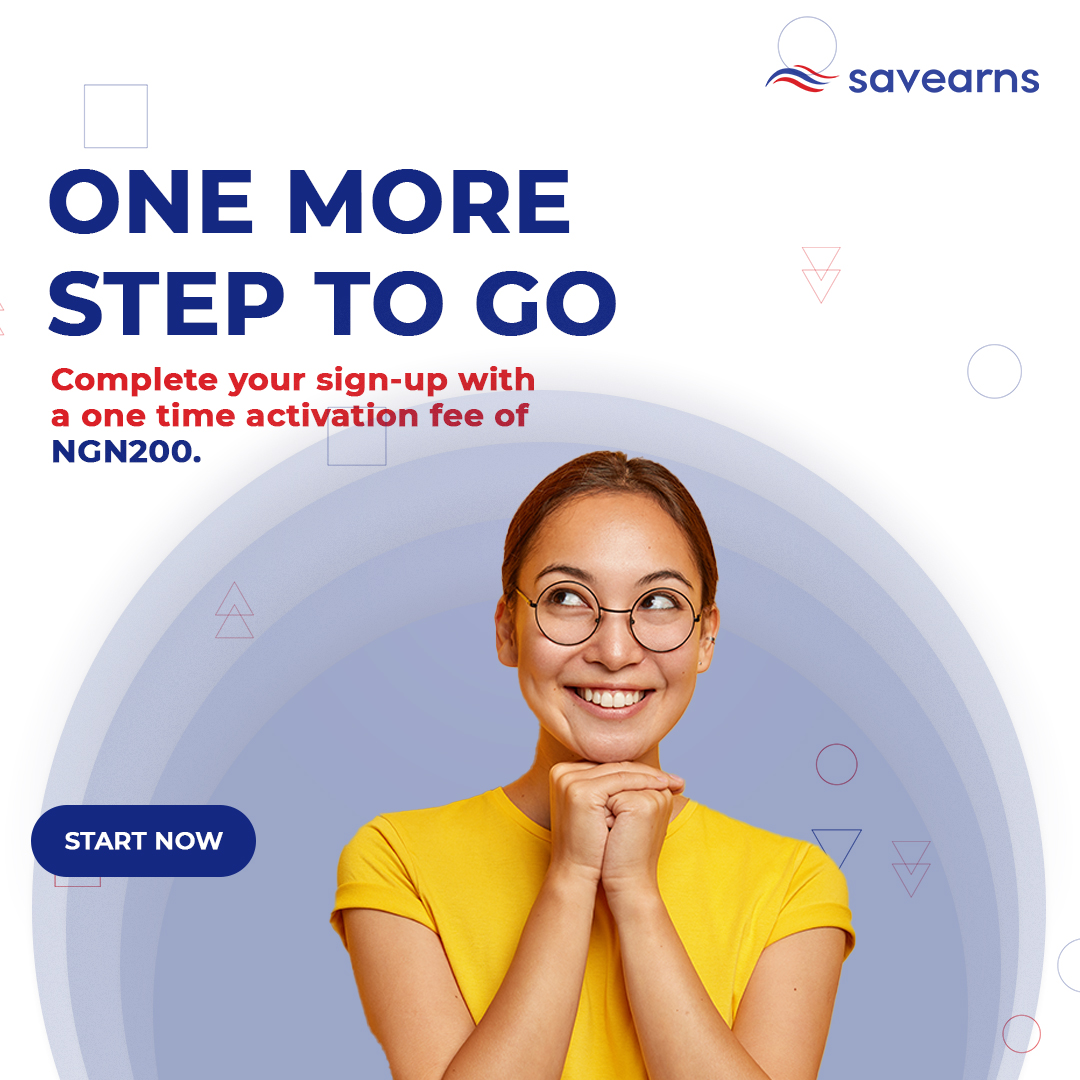 savearns
ONE MORE
STEP TO GO
Complete your sign-up with
a one time activation fee of
NGN200.
START NOW